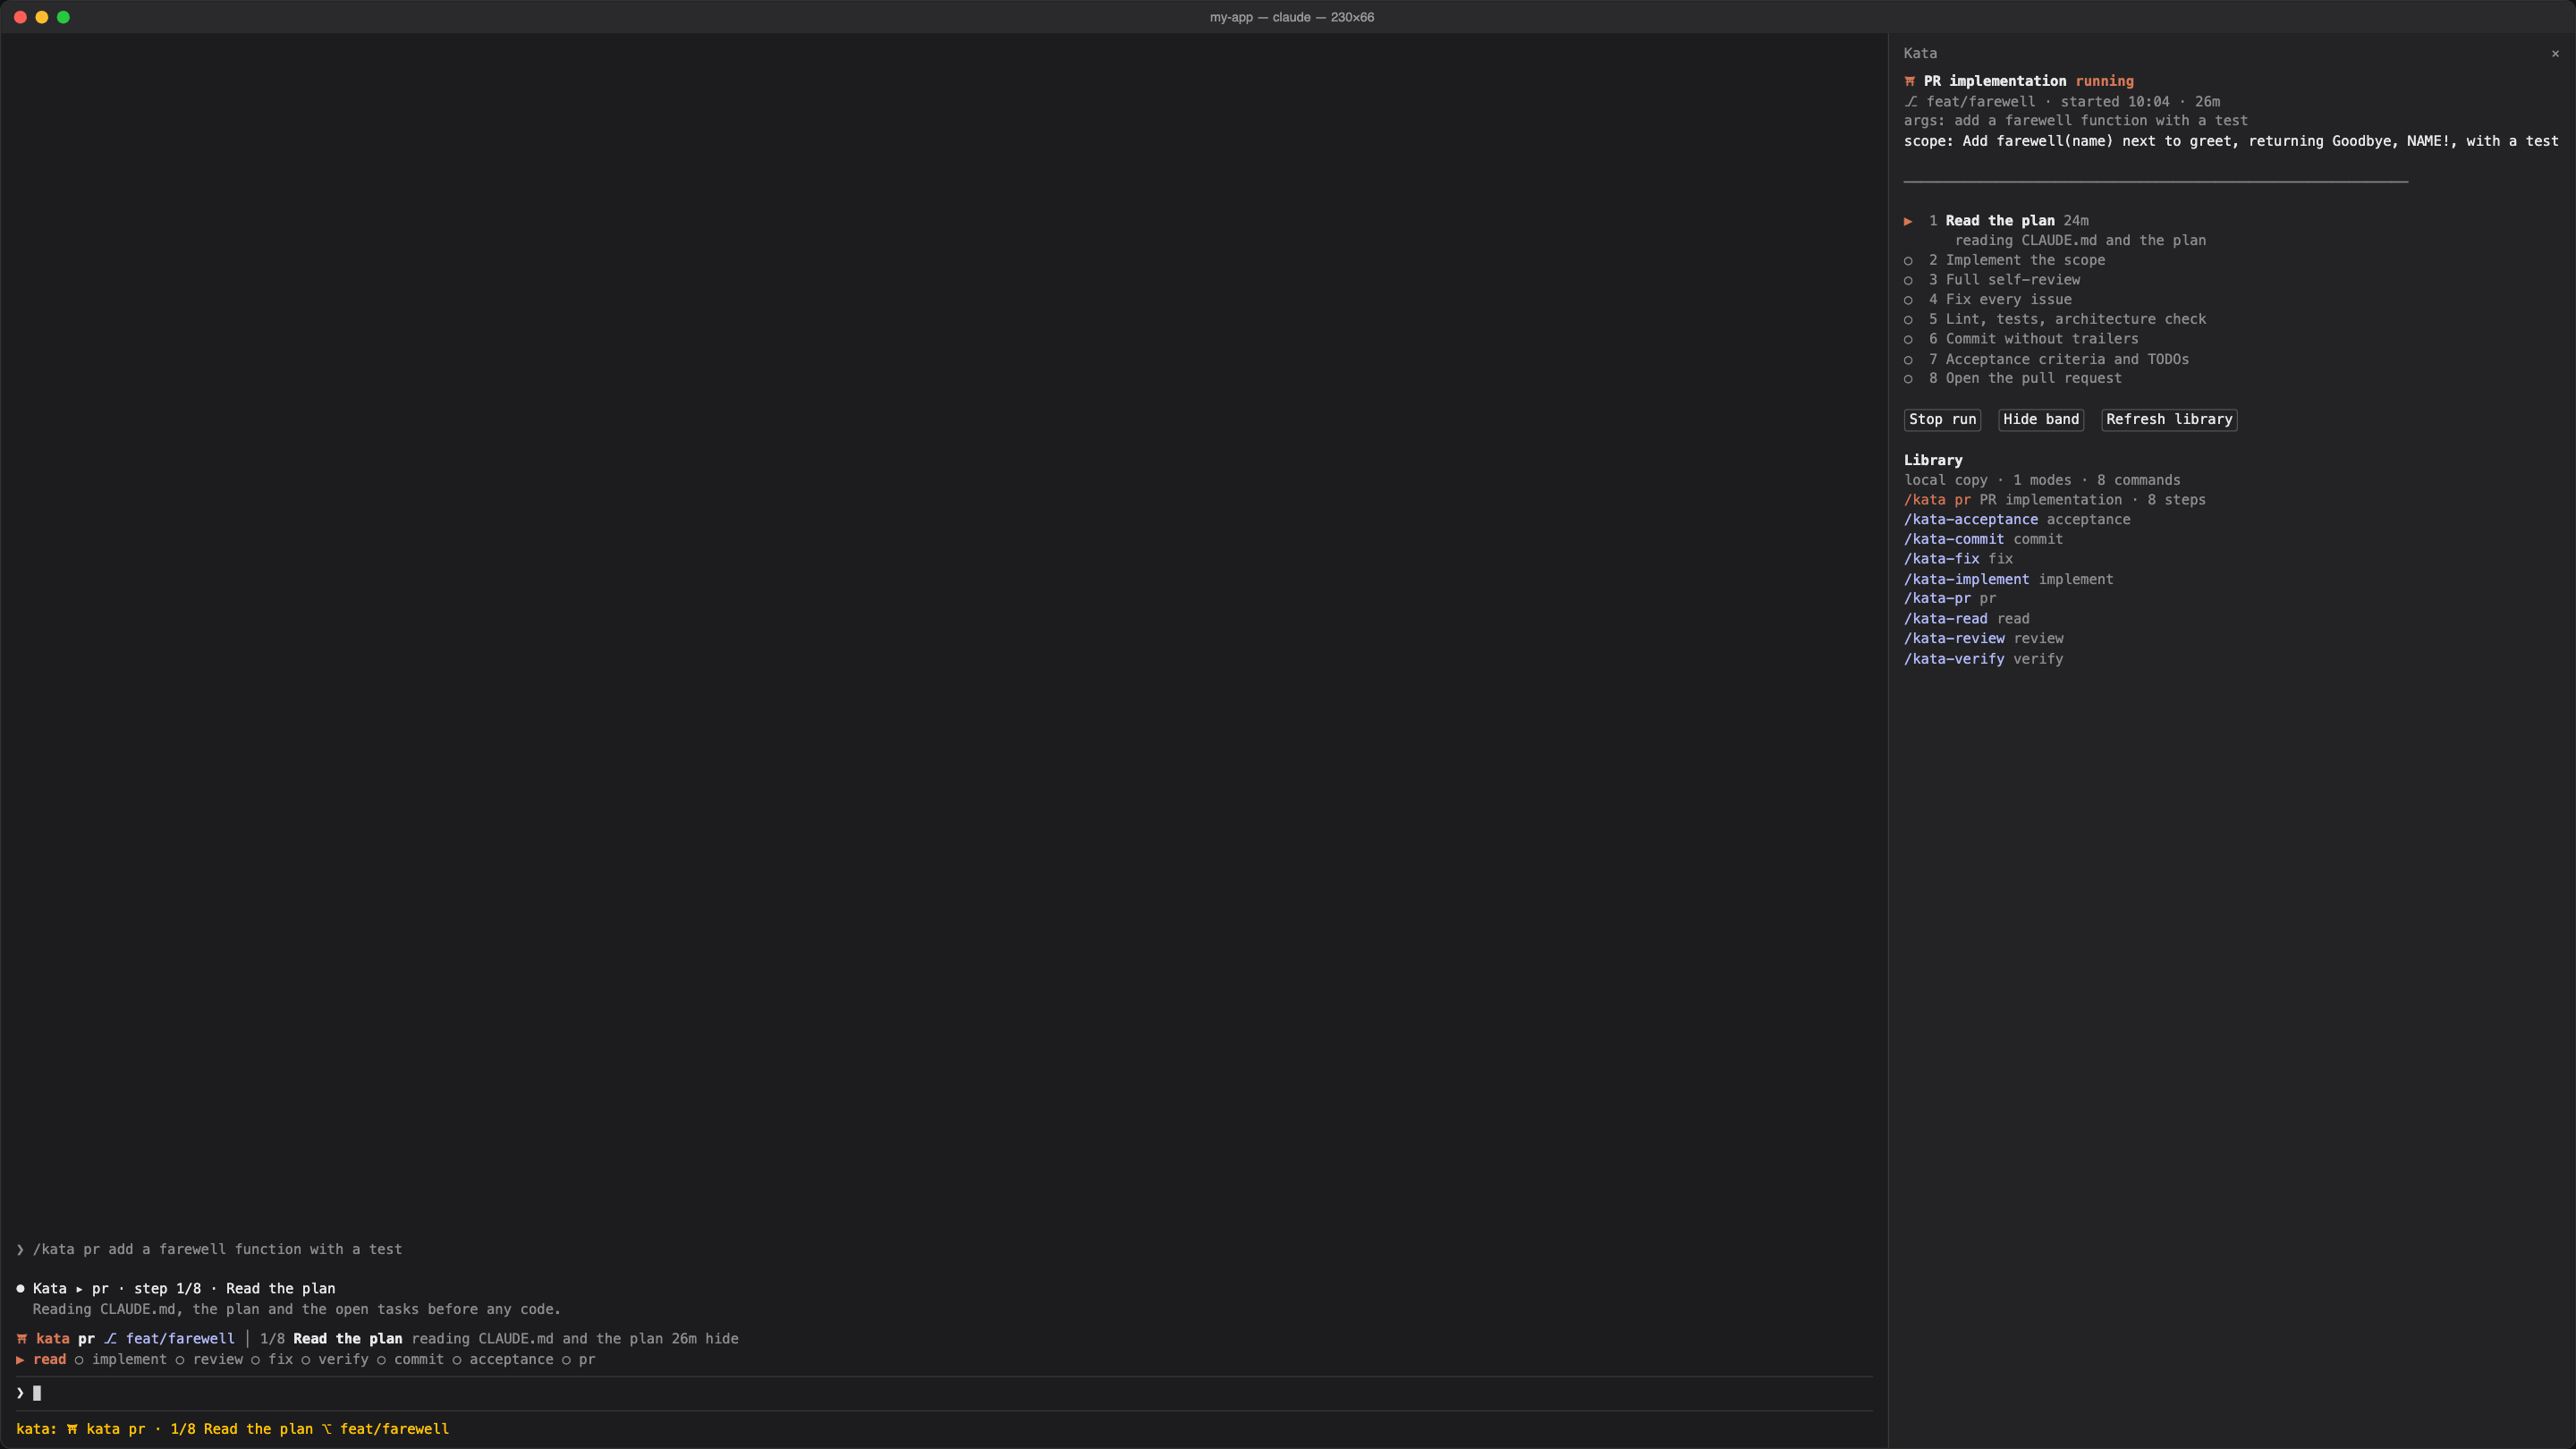 my-app — claude — 230×66
Kata ×
⛩ PR implementation running
⎇ feat/farewell · started 10:04 · 26m
args: add a farewell function with a test
scope: Add farewell(name) next to greet, returning Goodbye, NAME!, with a test
▶ 1 Read the plan 24m
reading CLAUDE.md and the plan
○ 2 Implement the scope
○ 3 Full self-review
○ 4 Fix every issue
○ 5 Lint, tests, architecture check
○ 6 Commit without trailers
○ 7 Acceptance criteria and TODOs
○ 8 Open the pull request
Stop run Hide band Refresh library
Library
local copy · 1 modes · 8 commands
/kata pr PR implementation · 8 steps
/kata-acceptance acceptance
/kata-commit commit
/kata-fix fix
/kata-implement implement
/kata-pr pr
/kata-read read
/kata-review review
/kata-verify verify
❯ /kata pr add a farewell function with a test
● Kata ▸ pr · step 1/8 · Read the plan
Reading CLAUDE.md, the plan and the open tasks before any code.
⛩ kata pr ⎇ feat/farewell │ 1/8 Read the plan reading CLAUDE.md and the plan 26m hide
▶ read ○ implement ○ review ○ fix ○ verify ○ commit ○ acceptance ○ pr
❯
kata: ⛩ kata pr · 1/8 Read the plan ⌥ feat/farewell